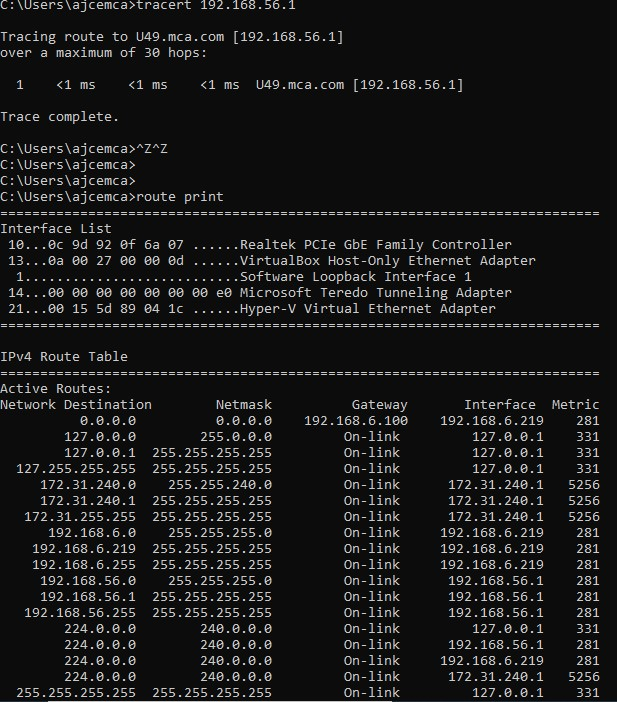 C:\Users\ajcemca>tracert 192.168.56.1
Tracing route to U49.mca.com [192.168.56.1]
over a maximum of 30 hops:
1 <1 ms <1 ms <1 ms U49.mca.com [192.168.56.1]
Trace complete.
C:\Users\ajcemca>^Z^Z
C:\Users\ajcemca>
C:\Users\ajcemca>
C:\Users\ajcemca>route print
===========================================================================
Interface List
10...0c 9d 92 0f 6a 07 ......Realtek PCIe GbE Family Controller
13...0a 00 27 00 00 0d ......VirtualBox Host-Only Ethernet Adapter
1...........................Software Loopback Interface 1
14...00 00 00 00 00 00 00 e0 Microsoft Teredo Tunneling Adapter
21...00 15 5d 89 04 1c ......Hyper-V Virtual Ethernet Adapter
===========================================================================
IPv4 Route Table
===========================================================================
Active Routes:
Network Destination Netmask Gateway Interface Metric
0.0.0.0 0.0.0.0 192.168.6.100 192.168.6.219 281
127.0.0.0 255.0.0.0 On-link 127.0.0.1 331
127.0.0.1 255.255.255.255 On-link 127.0.0.1 331
127.255.255.255 255.255.255.255 On-link 127.0.0.1 331
172.31.240.0 255.255.240.0 On-link 172.31.240.1 5256
172.31.240.1 255.255.255.255 On-link 172.31.240.1 5256
172.31.255.255 255.255.255.255 On-link 172.31.240.1 5256
192.168.6.0 255.255.255.0 On-link 192.168.6.219 281
192.168.6.219 255.255.255.255 On-link 192.168.6.219 281
192.168.6.255 255.255.255.255 On-link 192.168.6.219 281
192.168.56.0 255.255.255.0 On-link 192.168.56.1 281
192.168.56.1 255.255.255.255 On-link 192.168.56.1 281
192.168.56.255 255.255.255.255 On-link 192.168.56.1 281
224.0.0.0 240.0.0.0 On-link 127.0.0.1 331
224.0.0.0 240.0.0.0 On-link 192.168.56.1 281
224.0.0.0 240.0.0.0 On-link 192.168.6.219 281
224.0.0.0 240.0.0.0 On-link 172.31.240.1 5256
255.255.255.255 255.255.255.255 On-link 127.0.0.1 331